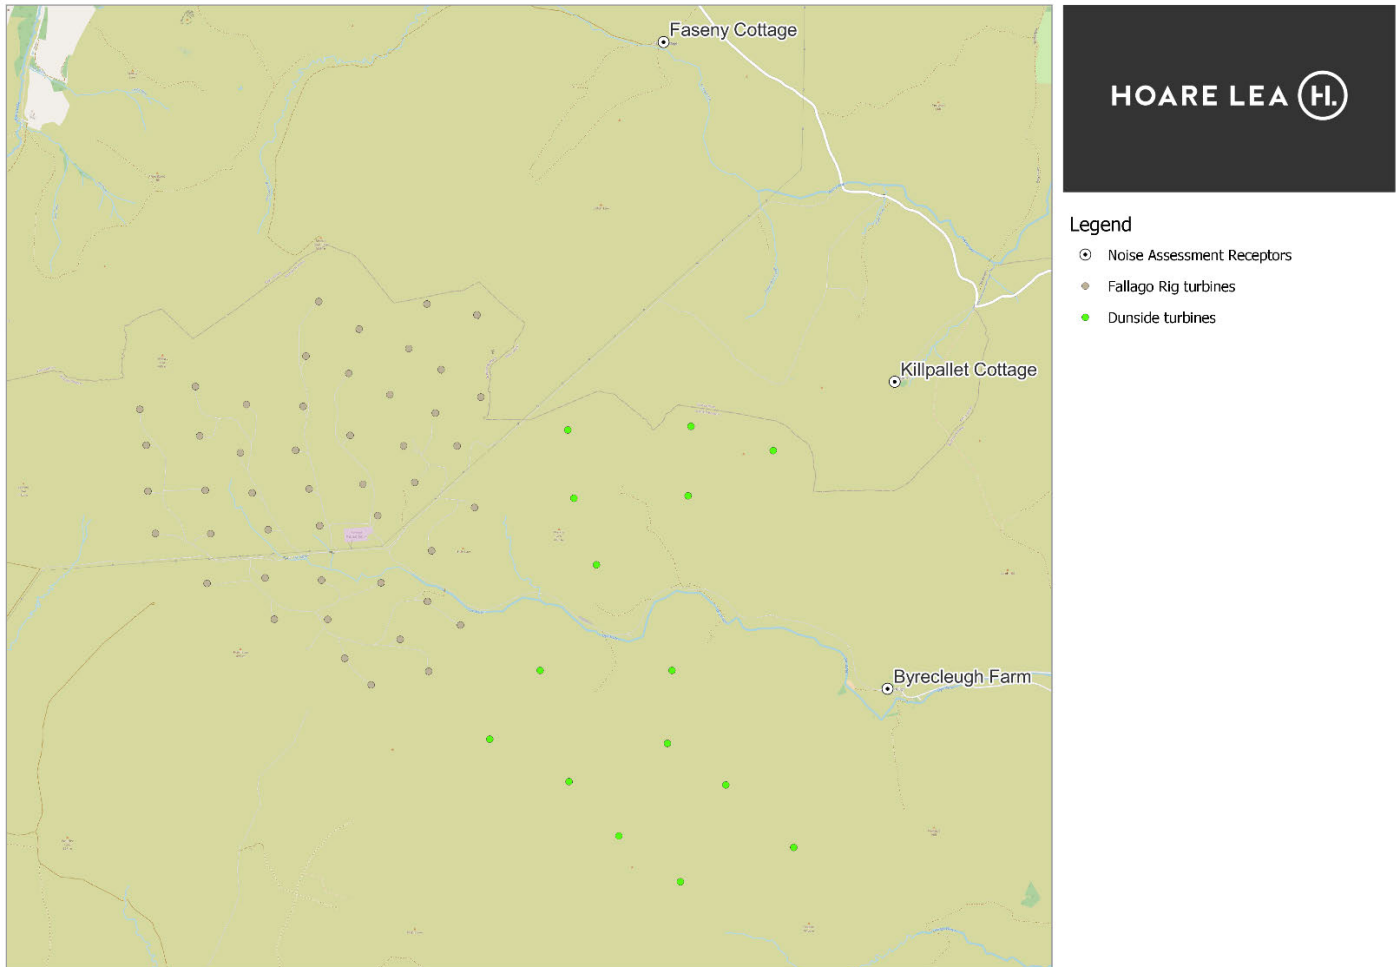 Faseny Cottage
HOARE LEA H.
Legend
Noise Assessment Receptors
Fallago Rig turbines
Dunside turbines
Killpallet Cottage
Byrecleugh Farm